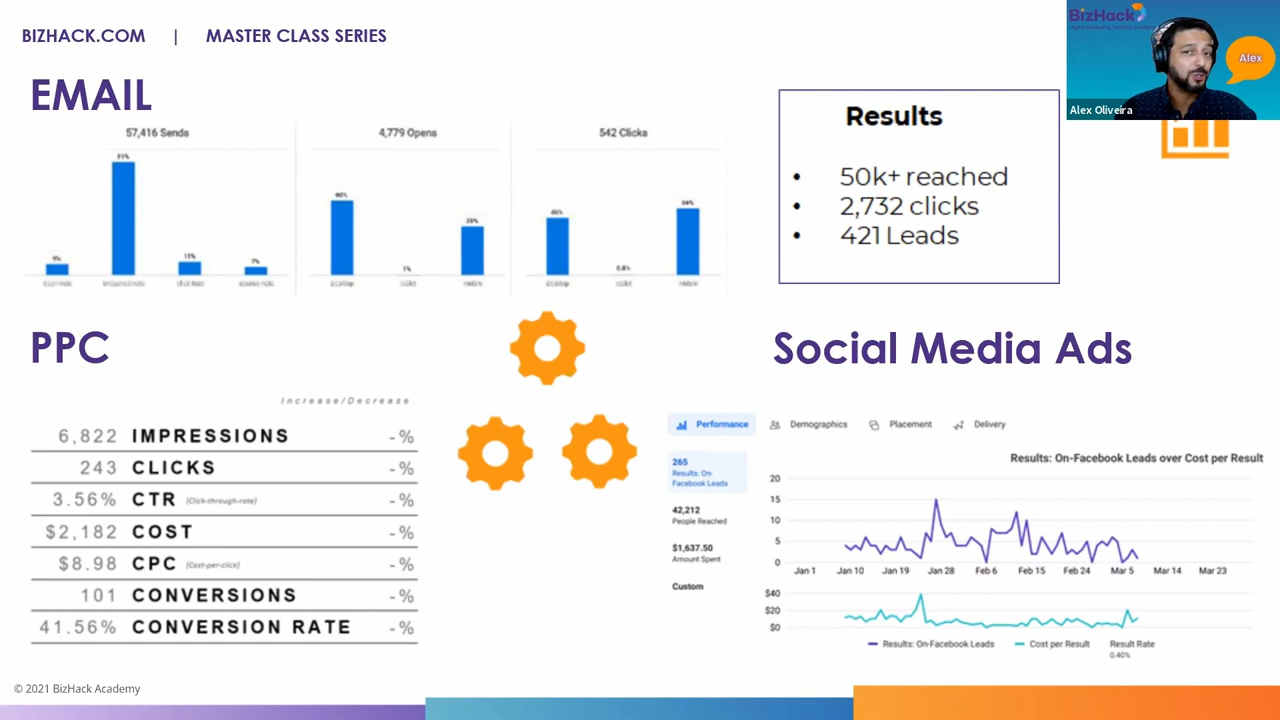 BIZHACK.COM | MASTER CLASS SERIES
BizHack
Alex
Alex Oliveira
EMAIL
57,416 Sends
4,779 Opens
542 Clicks
Results
• 50k+ reached
• 2,732 clicks
• 421 Leads
PPC
Increase/Decrease
6,822 IMPRESSIONS -%
243 CLICKS -%
3.56% CTR (Click-through-rate) -%
$2,182 COST -%
$8.98 CPC (Cost-per-click) -%
101 CONVERSIONS -%
41.56% CONVERSION RATE -%
Social Media Ads
Performance Demographics Placement Delivery
265
Results: On-
Facebook Leads
42,212
People Reached
$1,637.50
Amount Spent
Custom
Results: On-Facebook Leads over Cost per Result
20
15
10
5
0
Jan 1 Jan 10 Jan 19 Jan 28 Feb 6 Feb 15 Feb 24 Mar 5 Mar 14 Mar 23
$40
$20
$0
Results: On-Facebook Leads Cost per Result Result Rate
0.40%
© 2021 BizHack Academy